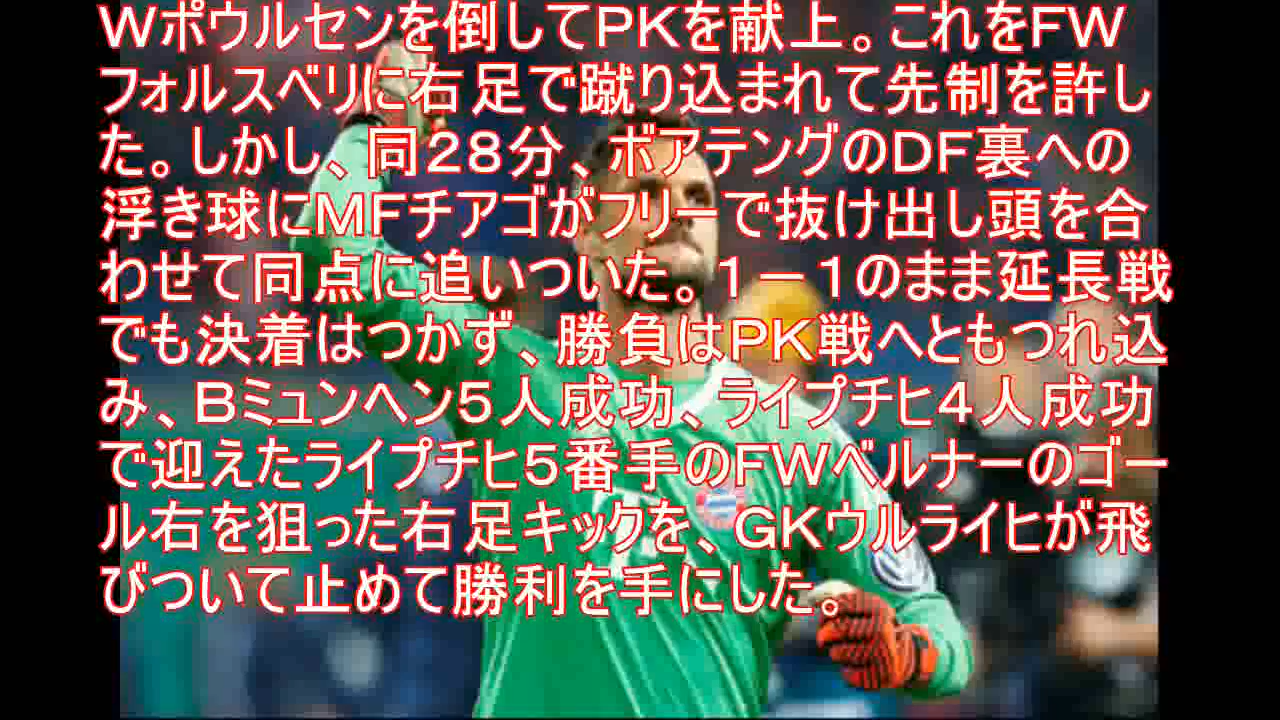 Wポウルセンを倒してPKを献上。これをFW
フォルスベリに右足で蹴り込まれて先制を許し
た。しかし、同28分、ボアテングのDF裏への
浮き球にMFチアゴがフリーで抜け出し頭を合
わせて同点に追いついた。1－1のまま延長戦
でも決着はつかず、勝負はPK戦へともつれ込
み、Bミュンヘン5人成功、ライプチヒ4人成功
で迎えたライプチヒ5番手のFWベルナーのゴー
ル右を狙った右足キックを、GKウルライヒが飛
びついて止めて勝利を手にした。